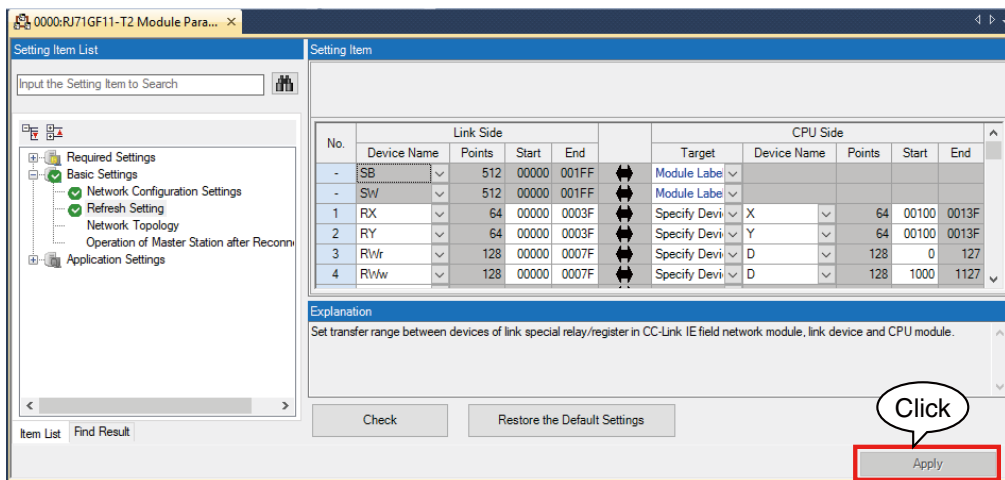 0000:RJ71GF11-T2 Module Para...
Setting Item List
Input the Setting Item to Search
Required Settings
Basic Settings
Network Configuration Settings
Refresh Setting
Network Topology
Operation of Master Station after Reconn
Application Settings
Item List Find Result
Setting Item
No. Link Side CPU Side
Device Name Points Start End Target Device Name Points Start End
- SB 512 00000 001FF Module Label
- SW 512 00000 001FF Module Label
1 RX 64 00000 0003F Specify Devi X 64 00100 0013F
2 RY 64 00000 0003F Specify Devi Y 64 00100 0013F
3 RWr 128 00000 0007F Specify Devi D 128 0 127
4 RWw 128 00000 0007F Specify Devi D 128 1000 1127
Explanation
Set transfer range between devices of link special relay/register in CC-Link IE field network module, link device and CPU module.
Check Restore the Default Settings
Click
Apply